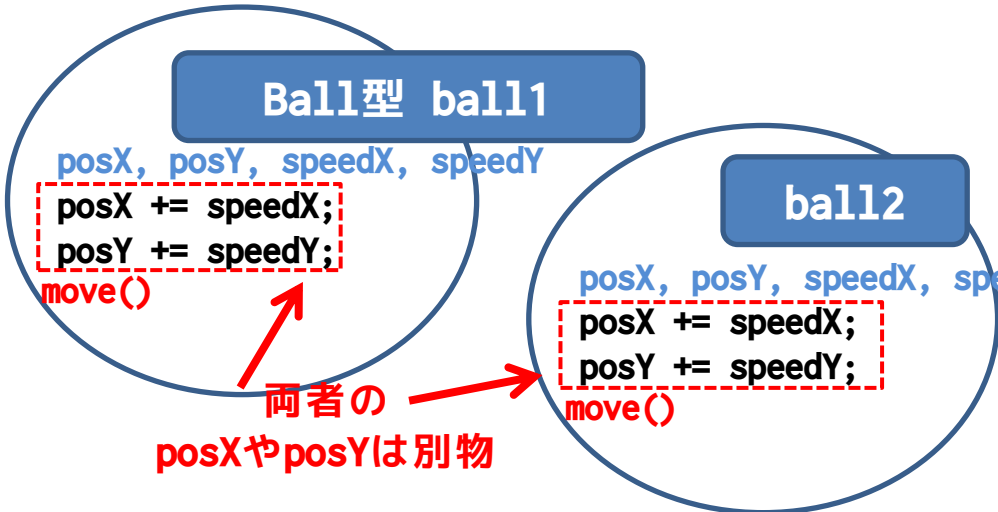 Ball型 ball1
posX, posY, speedX, speedY
posX += speedX;
posY += speedY;
move()
ball2
posX, posY, speedX, spe
posX += speedX;
posY += speedY;
move()
両者の
posXやposYは別物